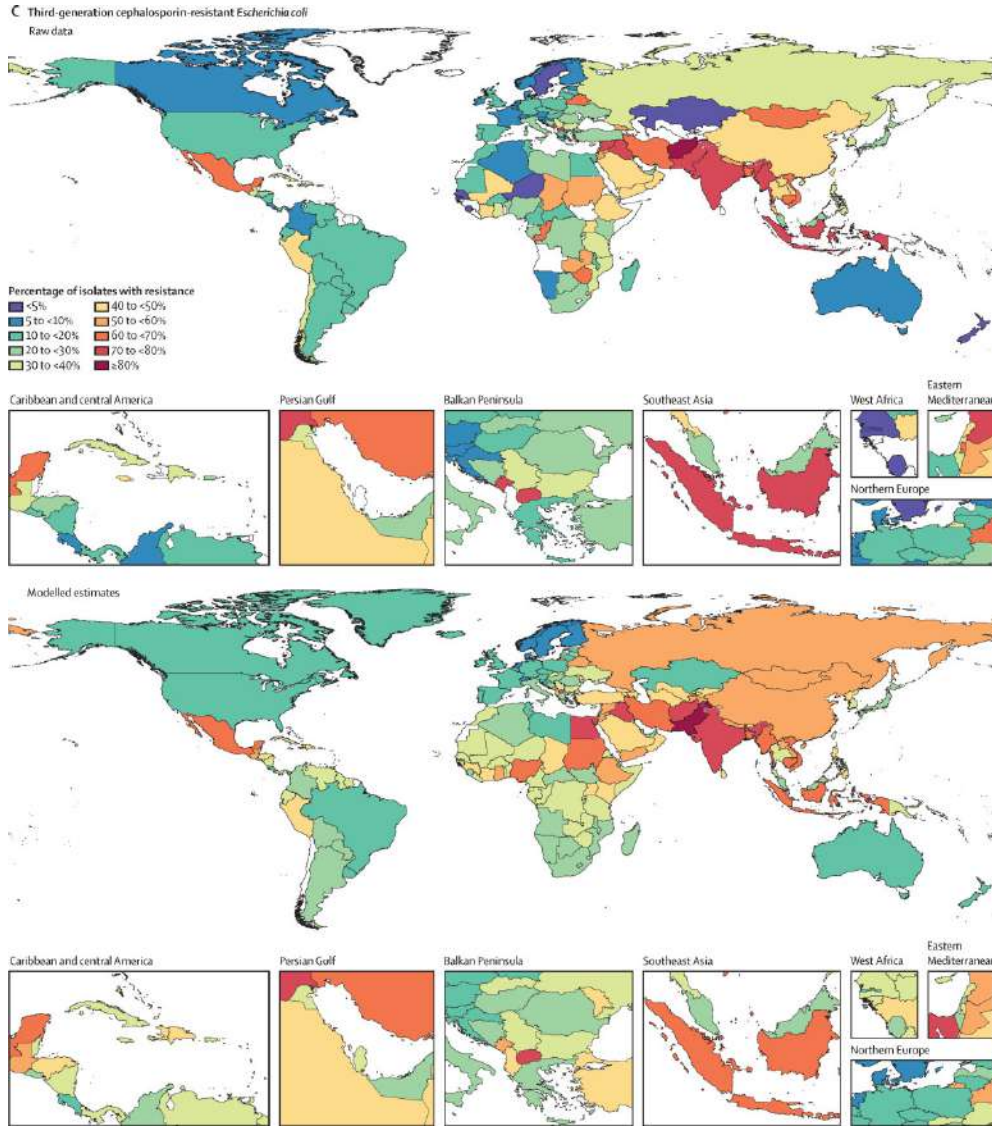 C Third-generation cephalosporin-resistant Escherichia coli
Raw data
Percentage of isolates with resistance
<5%
5 to <10%
10 to <20%
20 to <30%
30 to <40%
40 to <50%
50 to <60%
60 to <70%
70 to <80%
≥80%
Caribbean and central America
Persian Gulf
Balkan Peninsula
Southeast Asia
West Africa
Eastern
Mediterranean
Northern Europe
Modelled estimates
Caribbean and central America
Persian Gulf
Balkan Peninsula
Southeast Asia
West Africa
Eastern
Mediterranean
Northern Europe